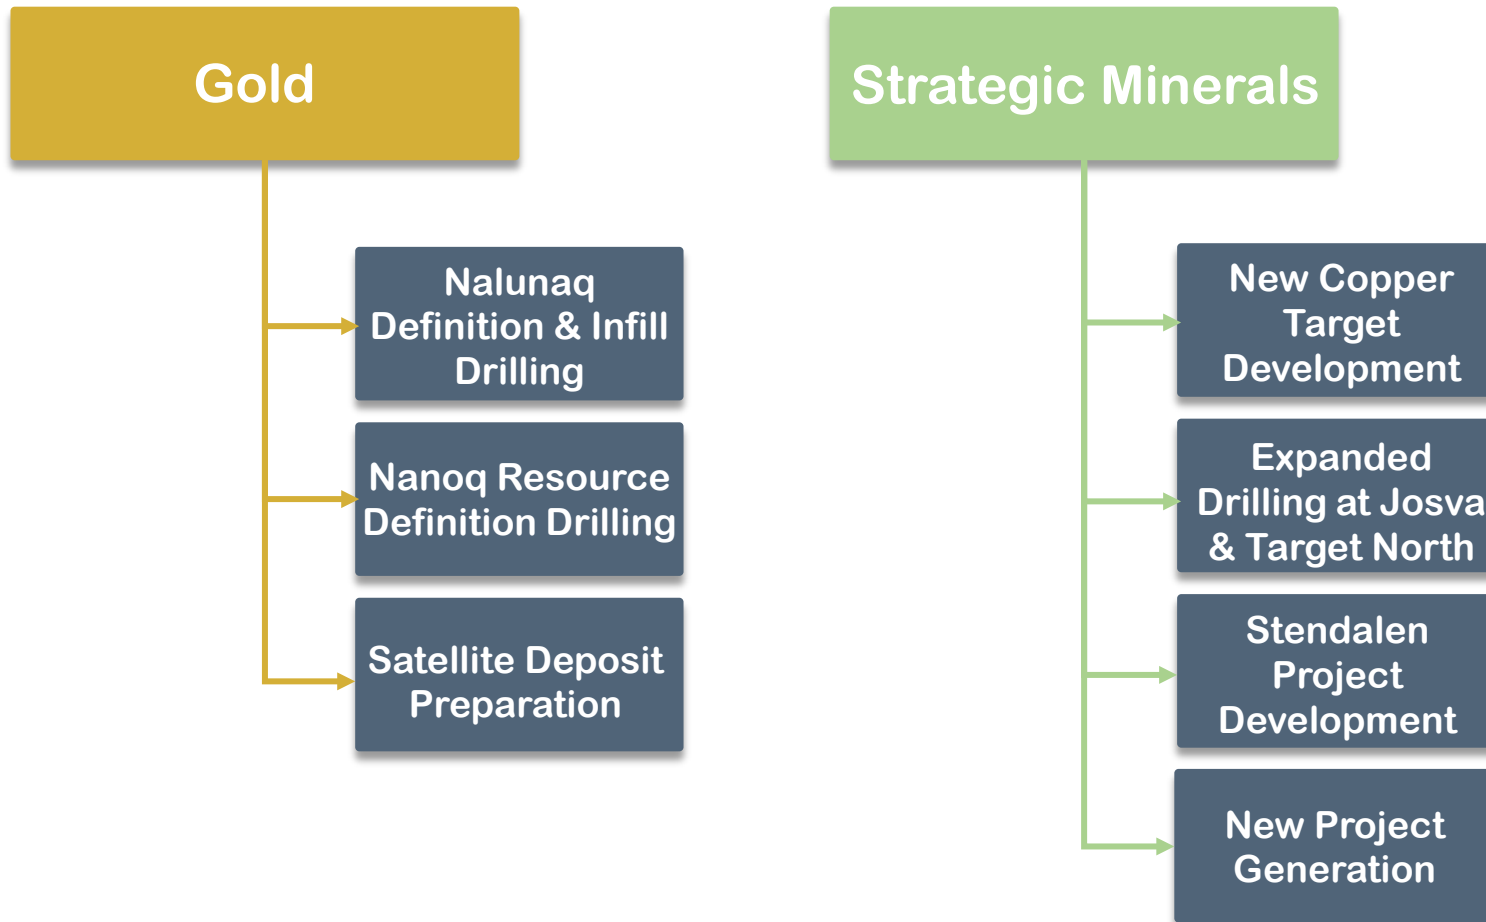 Gold
Nalunaq
Definition & Infill
Drilling
Nanoq Resource
Definition Drilling
Satellite Deposit
Preparation
Strategic Minerals
New Copper
Target
Development
Expanded
Drilling at Josva
& Target North
Stendalen
Project
Development
New Project
Generation